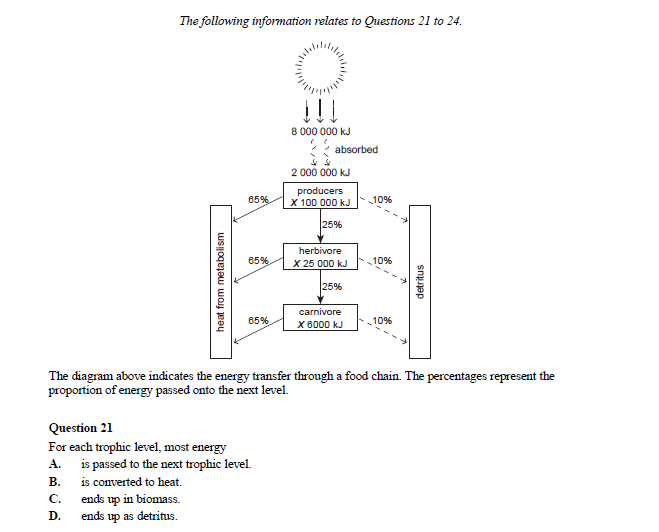 The following information relates to Questions 21 to 24.
8 000 000 kJ
absorbed
2 000 000 kJ
producers
X 100 000 kJ
65%
10%
25%
herbivore
X 25 000 kJ
65%
10%
25%
carnivore
X 6000 kJ
65%
10%
heat from metabolism
detritus
The diagram above indicates the energy transfer through a food chain. The percentages represent the
proportion of energy passed onto the next level.
Question 21
For each trophic level, most energy
A. is passed to the next trophic level.
B. is converted to heat.
C. ends up in biomass.
D. ends up as detritus.